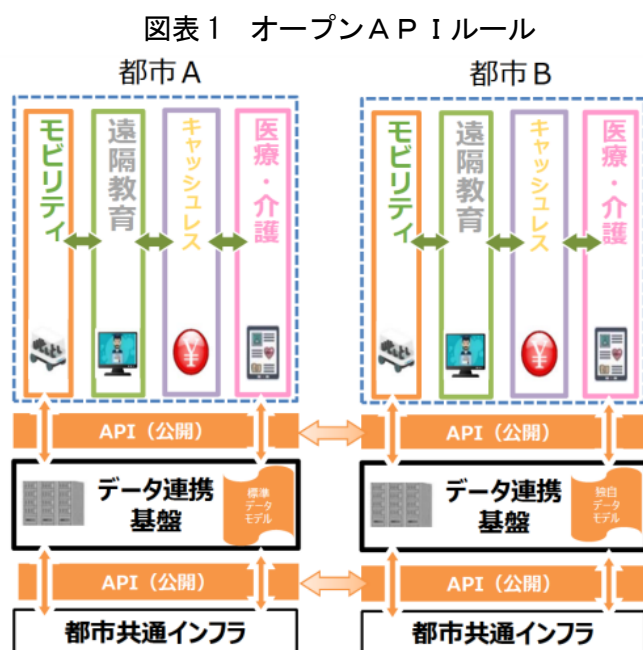 図表1 オープンAPIルール
都市A
モビリティ
遠隔教育
キャッシュレス
医療・介護
API（公開）
データ連携
基盤
標準
データ
モデル
API（公開）
都市共通インフラ
都市B
モビリティ
遠隔教育
キャッシュレス
医療・介護
API（公開）
データ連携
基盤
独自
データ
モデル
API（公開）
都市共通インフラ